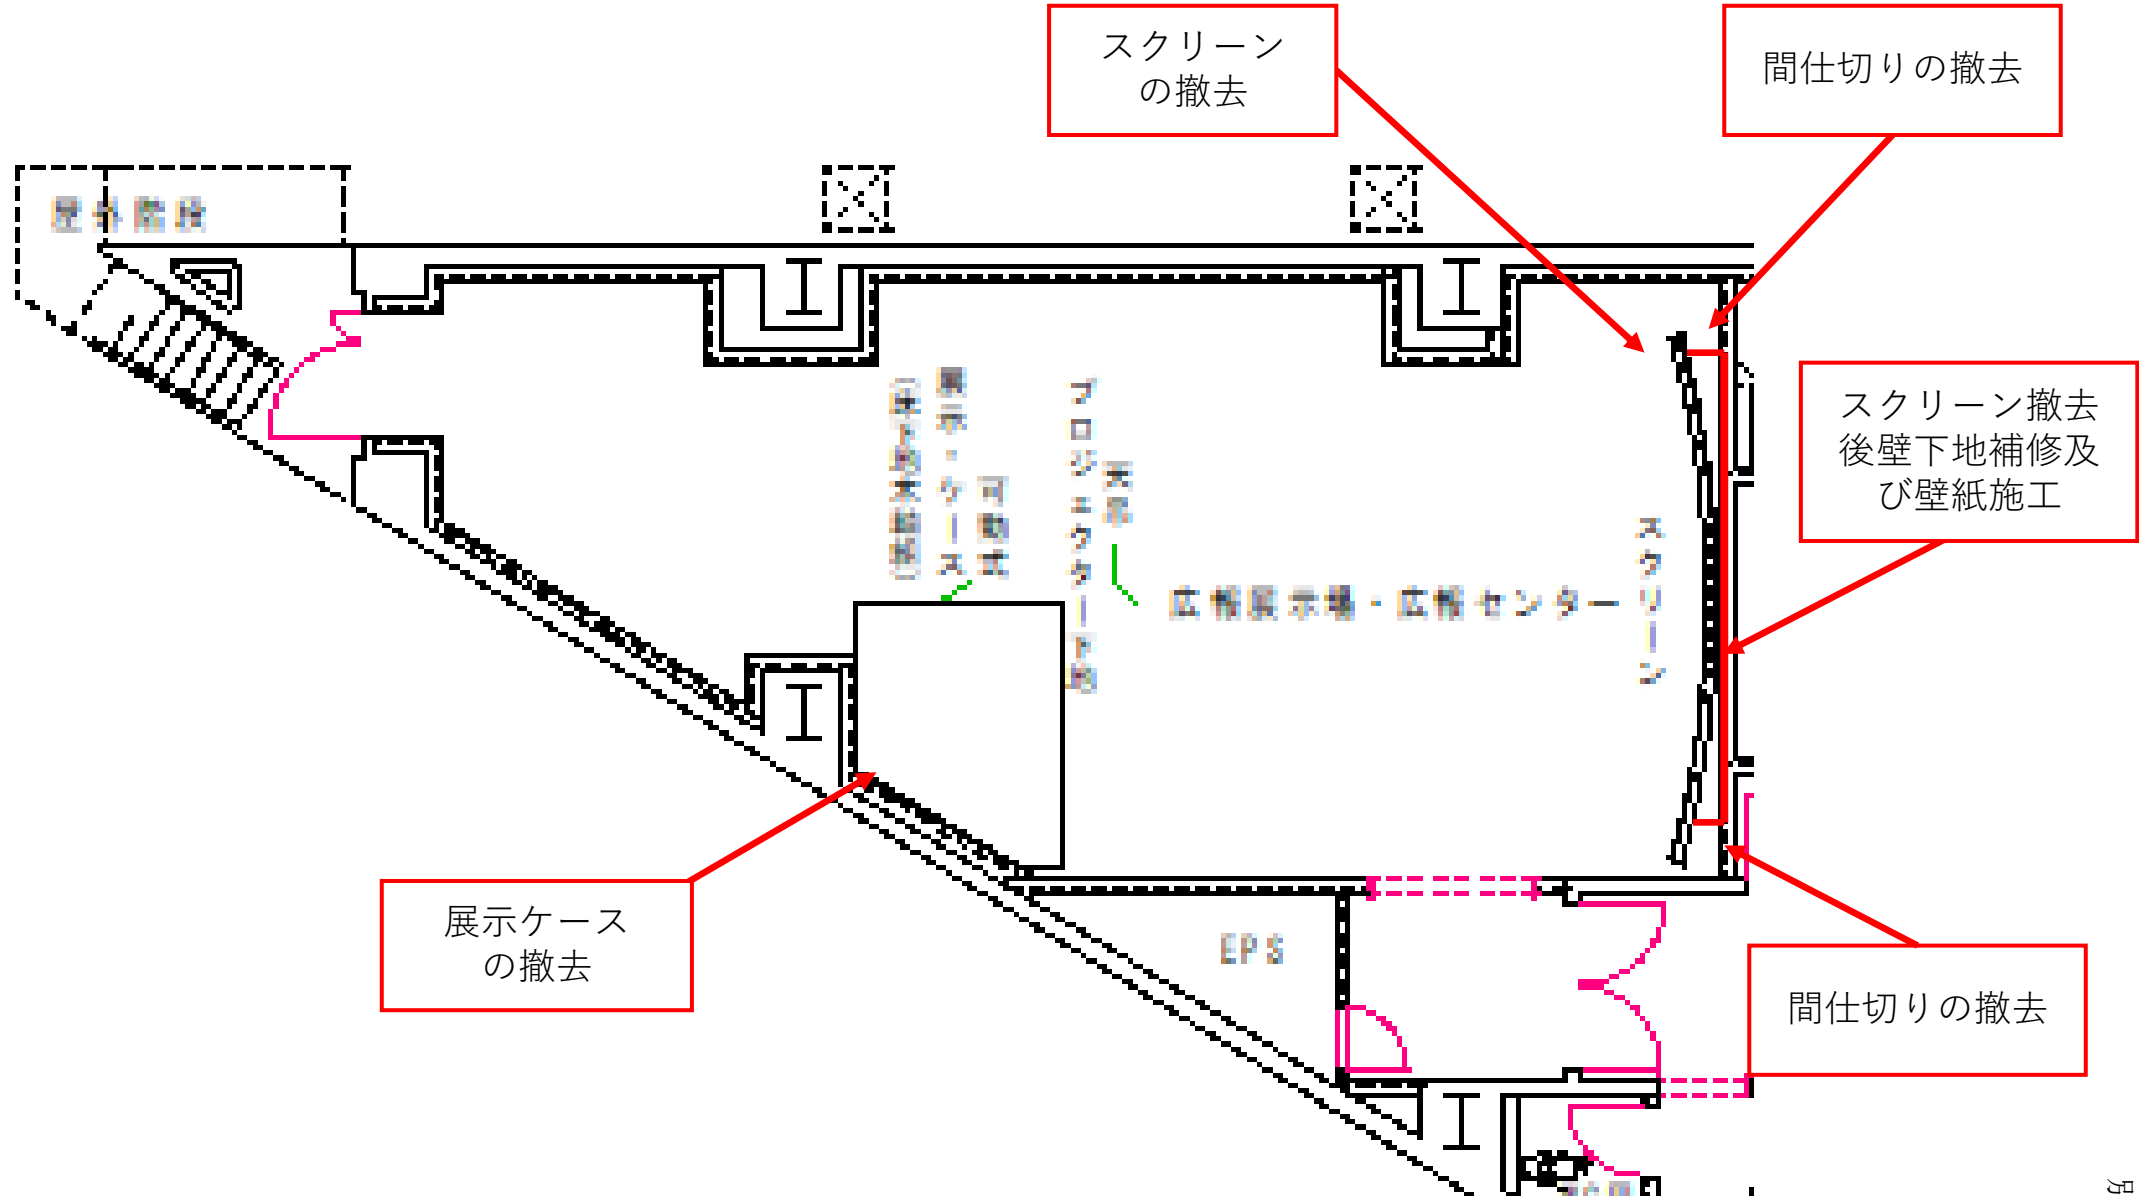 スクリーン
の撤去
間仕切りの撤去
屋外階段
スクリーン撤去
後壁下地補修及
び壁紙施工
展示・ケース
可動式
プロジェクター下地
天吊
広報展示場・広報センター
スクリーン
展示ケース
の撤去
EPS
間仕切りの撤去